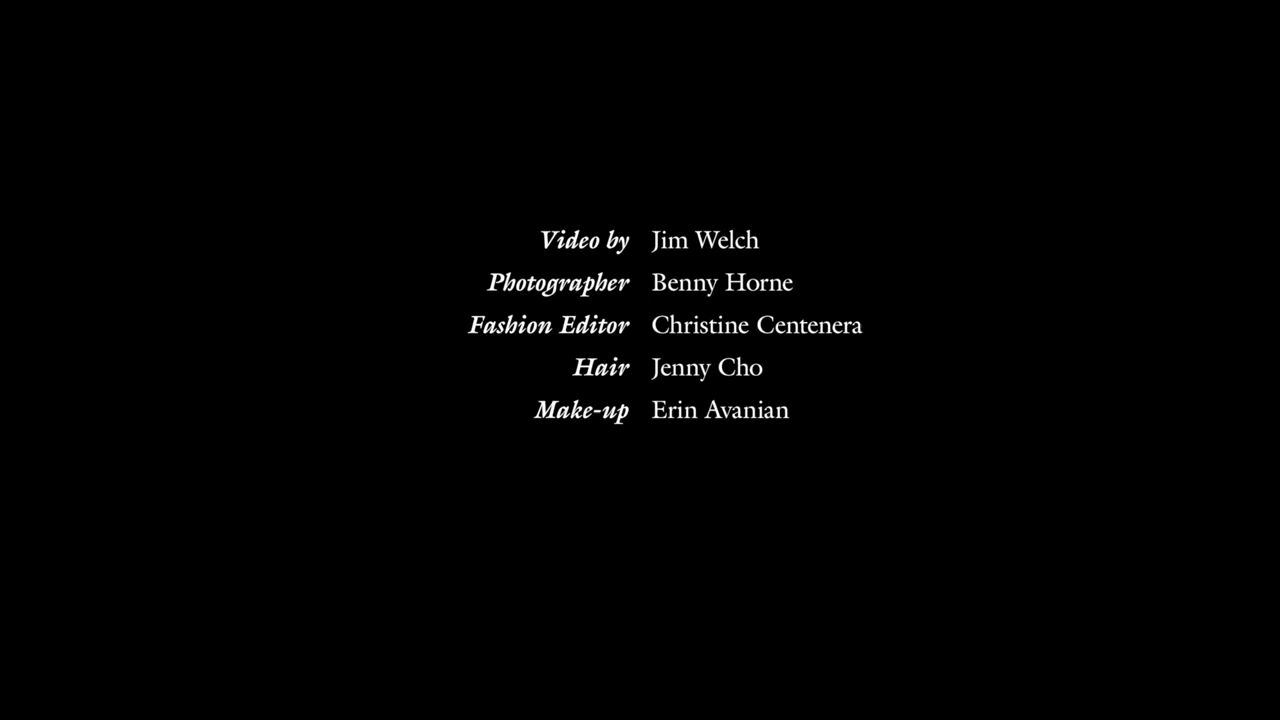 Video by Jim Welch
Photographer Benny Horne
Fashion Editor Christine Centenera
Hair Jenny Cho
Make-up Erin Avanian